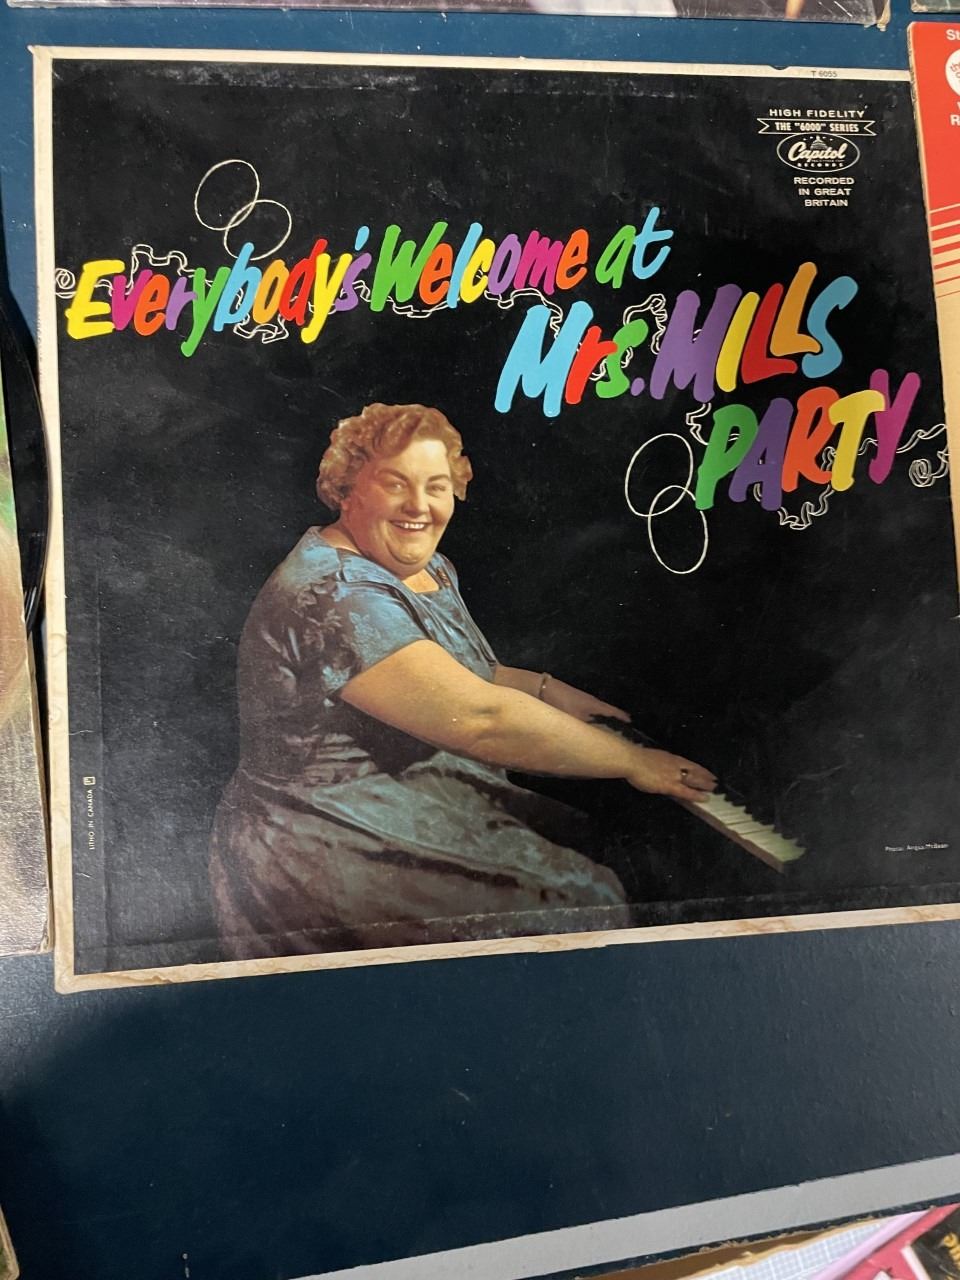 T 6055
HIGH FIDELITY
THE "6000" SERIES
Capitol
RECORDS
RECORDED
IN GREAT
BRITAIN
Everybody's Welcome at
Mrs. MILLS
PARTY
LITHO IN CANADA
Photo: Angus McBean
St